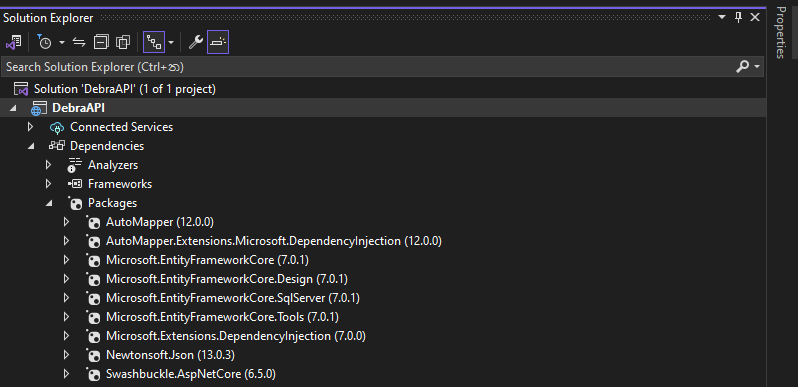 Solution Explorer
Search Solution Explorer (Ctrl+స)
Solution 'DebraAPI' (1 of 1 project)
DebraAPI
Connected Services
Dependencies
Analyzers
Frameworks
Packages
AutoMapper (12.0.0)
AutoMapper.Extensions.Microsoft.DependencyInjection (12.0.0)
Microsoft.EntityFrameworkCore (7.0.1)
Microsoft.EntityFrameworkCore.Design (7.0.1)
Microsoft.EntityFrameworkCore.SqlServer (7.0.1)
Microsoft.EntityFrameworkCore.Tools (7.0.1)
Microsoft.Extensions.DependencyInjection (7.0.0)
Newtonsoft.Json (13.0.3)
Swashbuckle.AspNetCore (6.5.0)
Properties